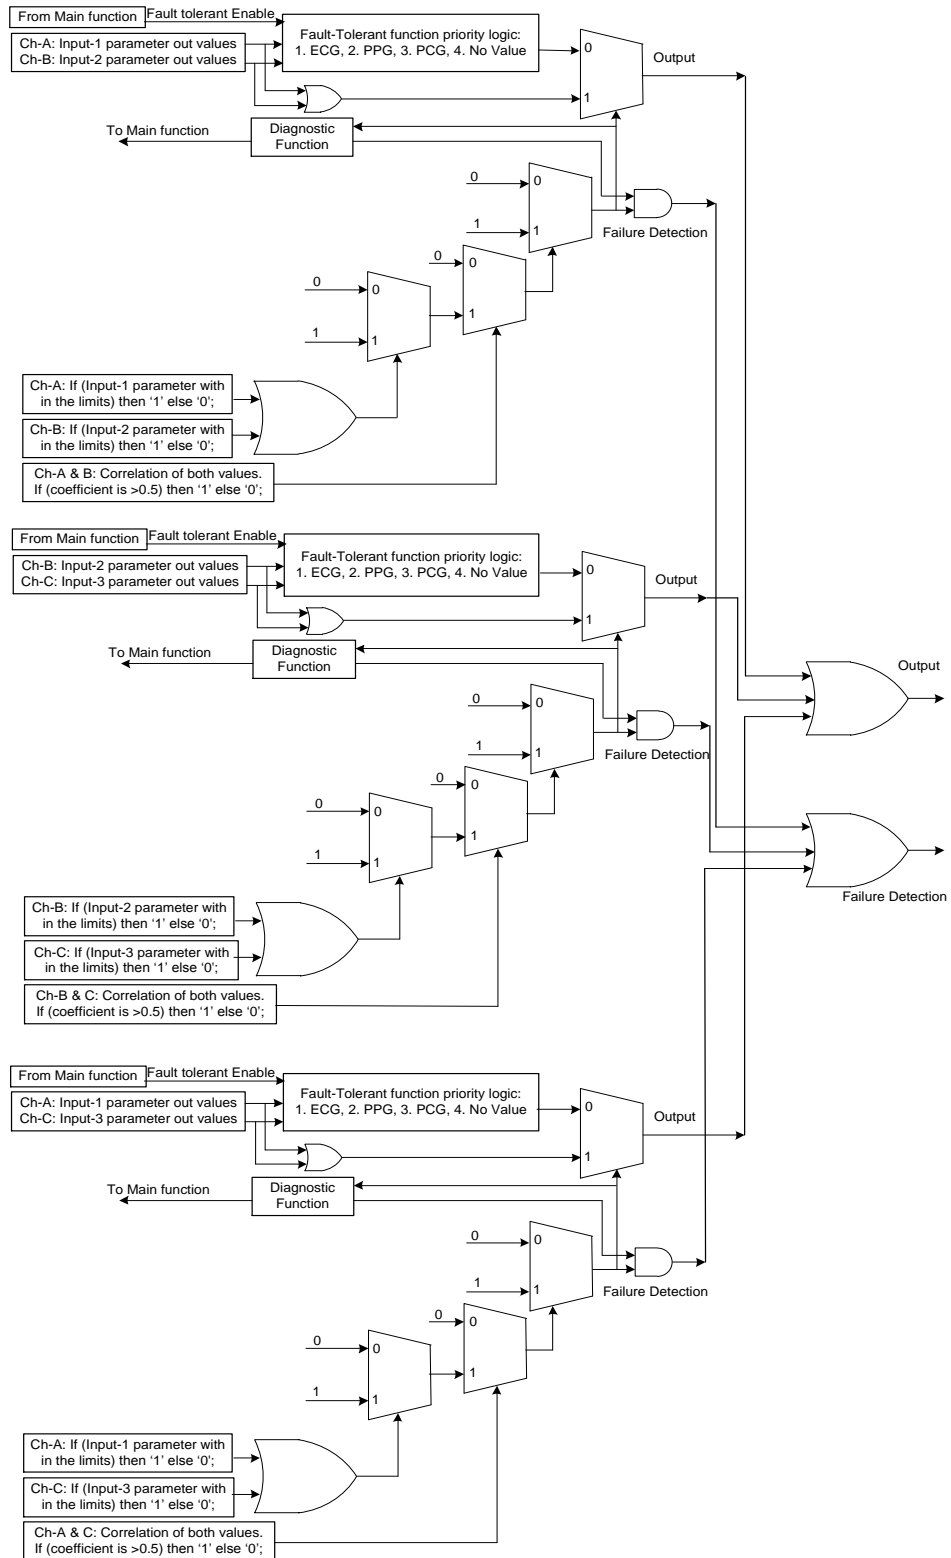 From Main function
Fault tolerant Enable
Ch-A: Input-1 parameter out values
Ch-B: Input-2 parameter out values
Fault-Tolerant function priority logic:
1. ECG, 2. PPG, 3. PCG, 4. No Value
0
1
Output
To Main function
Diagnostic
Function
0
0
1
1
Failure Detection
0
0
1
0
0
1
1
Ch-A: If (Input-1 parameter with
in the limits) then ‘1’ else ‘0’;
Ch-B: If (Input-2 parameter with
in the limits) then ‘1’ else ‘0’;
Ch-A & B: Correlation of both values.
If (coefficient is >0.5) then ‘1’ else ‘0’;
From Main function
Fault tolerant Enable
Ch-B: Input-2 parameter out values
Ch-C: Input-3 parameter out values
Fault-Tolerant function priority logic:
1. ECG, 2. PPG, 3. PCG, 4. No Value
0
1
Output
To Main function
Diagnostic
Function
0
0
1
1
Failure Detection
0
0
1
0
0
1
1
Ch-B: If (Input-2 parameter with
in the limits) then ‘1’ else ‘0’;
Ch-C: If (Input-3 parameter with
in the limits) then ‘1’ else ‘0’;
Ch-B & C: Correlation of both values.
If (coefficient is >0.5) then ‘1’ else ‘0’;
Output
Failure Detection
From Main function
Fault tolerant Enable
Ch-A: Input-1 parameter out values
Ch-C: Input-3 parameter out values
Fault-Tolerant function priority logic:
1. ECG, 2. PPG, 3. PCG, 4. No Value
0
1
Output
To Main function
Diagnostic
Function
0
0
1
1
Failure Detection
0
0
1
0
0
1
1
Ch-A: If (Input-1 parameter with
in the limits) then ‘1’ else ‘0’;
Ch-C: If (Input-3 parameter with
in the limits) then ‘1’ else ‘0’;
Ch-A & C: Correlation of both values.
If (coefficient is >0.5) then ‘1’ else ‘0’;